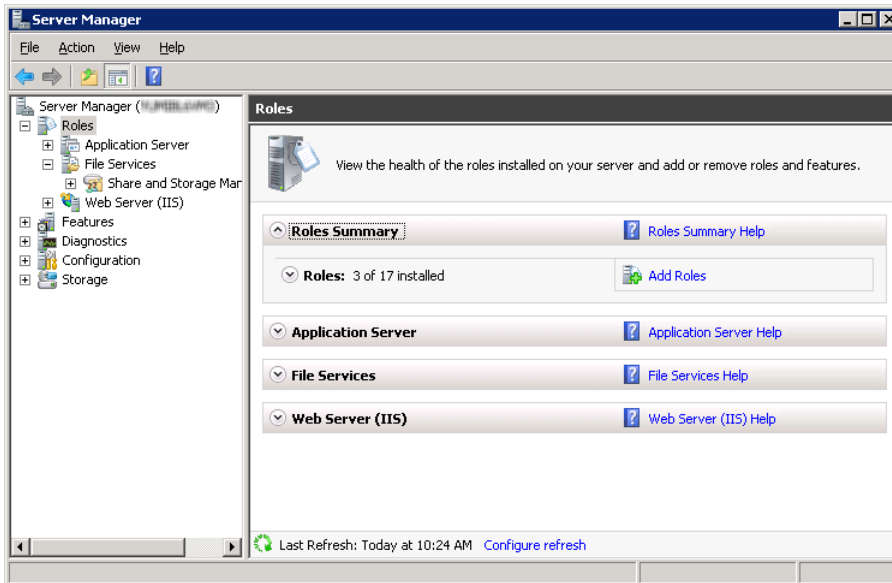 Server Manager
File Action View Help
Server Manager ( )
Roles
Application Server
File Services
Share and Storage Mar
Web Server (IIS)
Features
Diagnostics
Configuration
Storage
Roles
View the health of the roles installed on your server and add or remove roles and features.
Roles Summary
Roles Summary Help
Roles: 3 of 17 installed
Add Roles
Application Server
Application Server Help
File Services
File Services Help
Web Server (IIS)
Web Server (IIS) Help
Last Refresh: Today at 10:24 AM Configure refresh